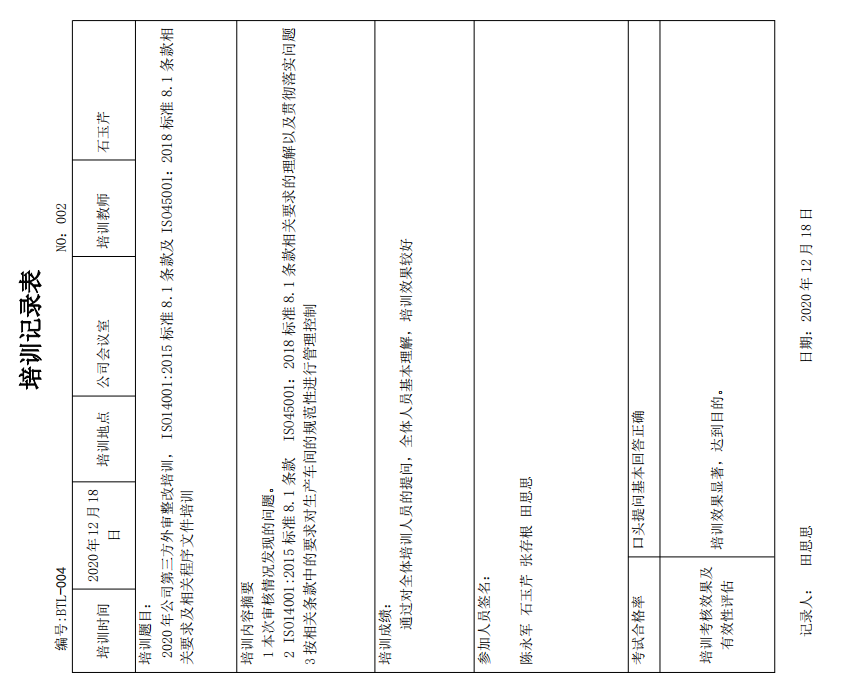 培训记录表
编号:BTL-004 NO：002
培训时间 2020年12月18日 培训地点 公司会议室 培训教师 石玉芹
培训题目：
2020年公司第三方外审整改培训，ISO14001:2015标准8.1条款及ISO45001：2018标准8.1条款相
关要求及相关程序文件培训
培训内容摘要
1本次审核情况发现的问题。
2 ISO14001:2015标准8.1条款 ISO45001：2018标准8.1条款相关要求的理解以及贯彻落实问题
3按相关条款中的要求对生产车间的规范性进行管理控制
培训成绩：
通过对全体培训人员的提问，全体人员基本理解，培训效果较好
参加人员签名：
陈永军 石玉芹 张存根 田思思
考试合格率 口头提问基本回答正确
培训考核效果及
有效性评估
培训效果显著，达到目的。
记录人： 田思思 日期：2020年12月18日